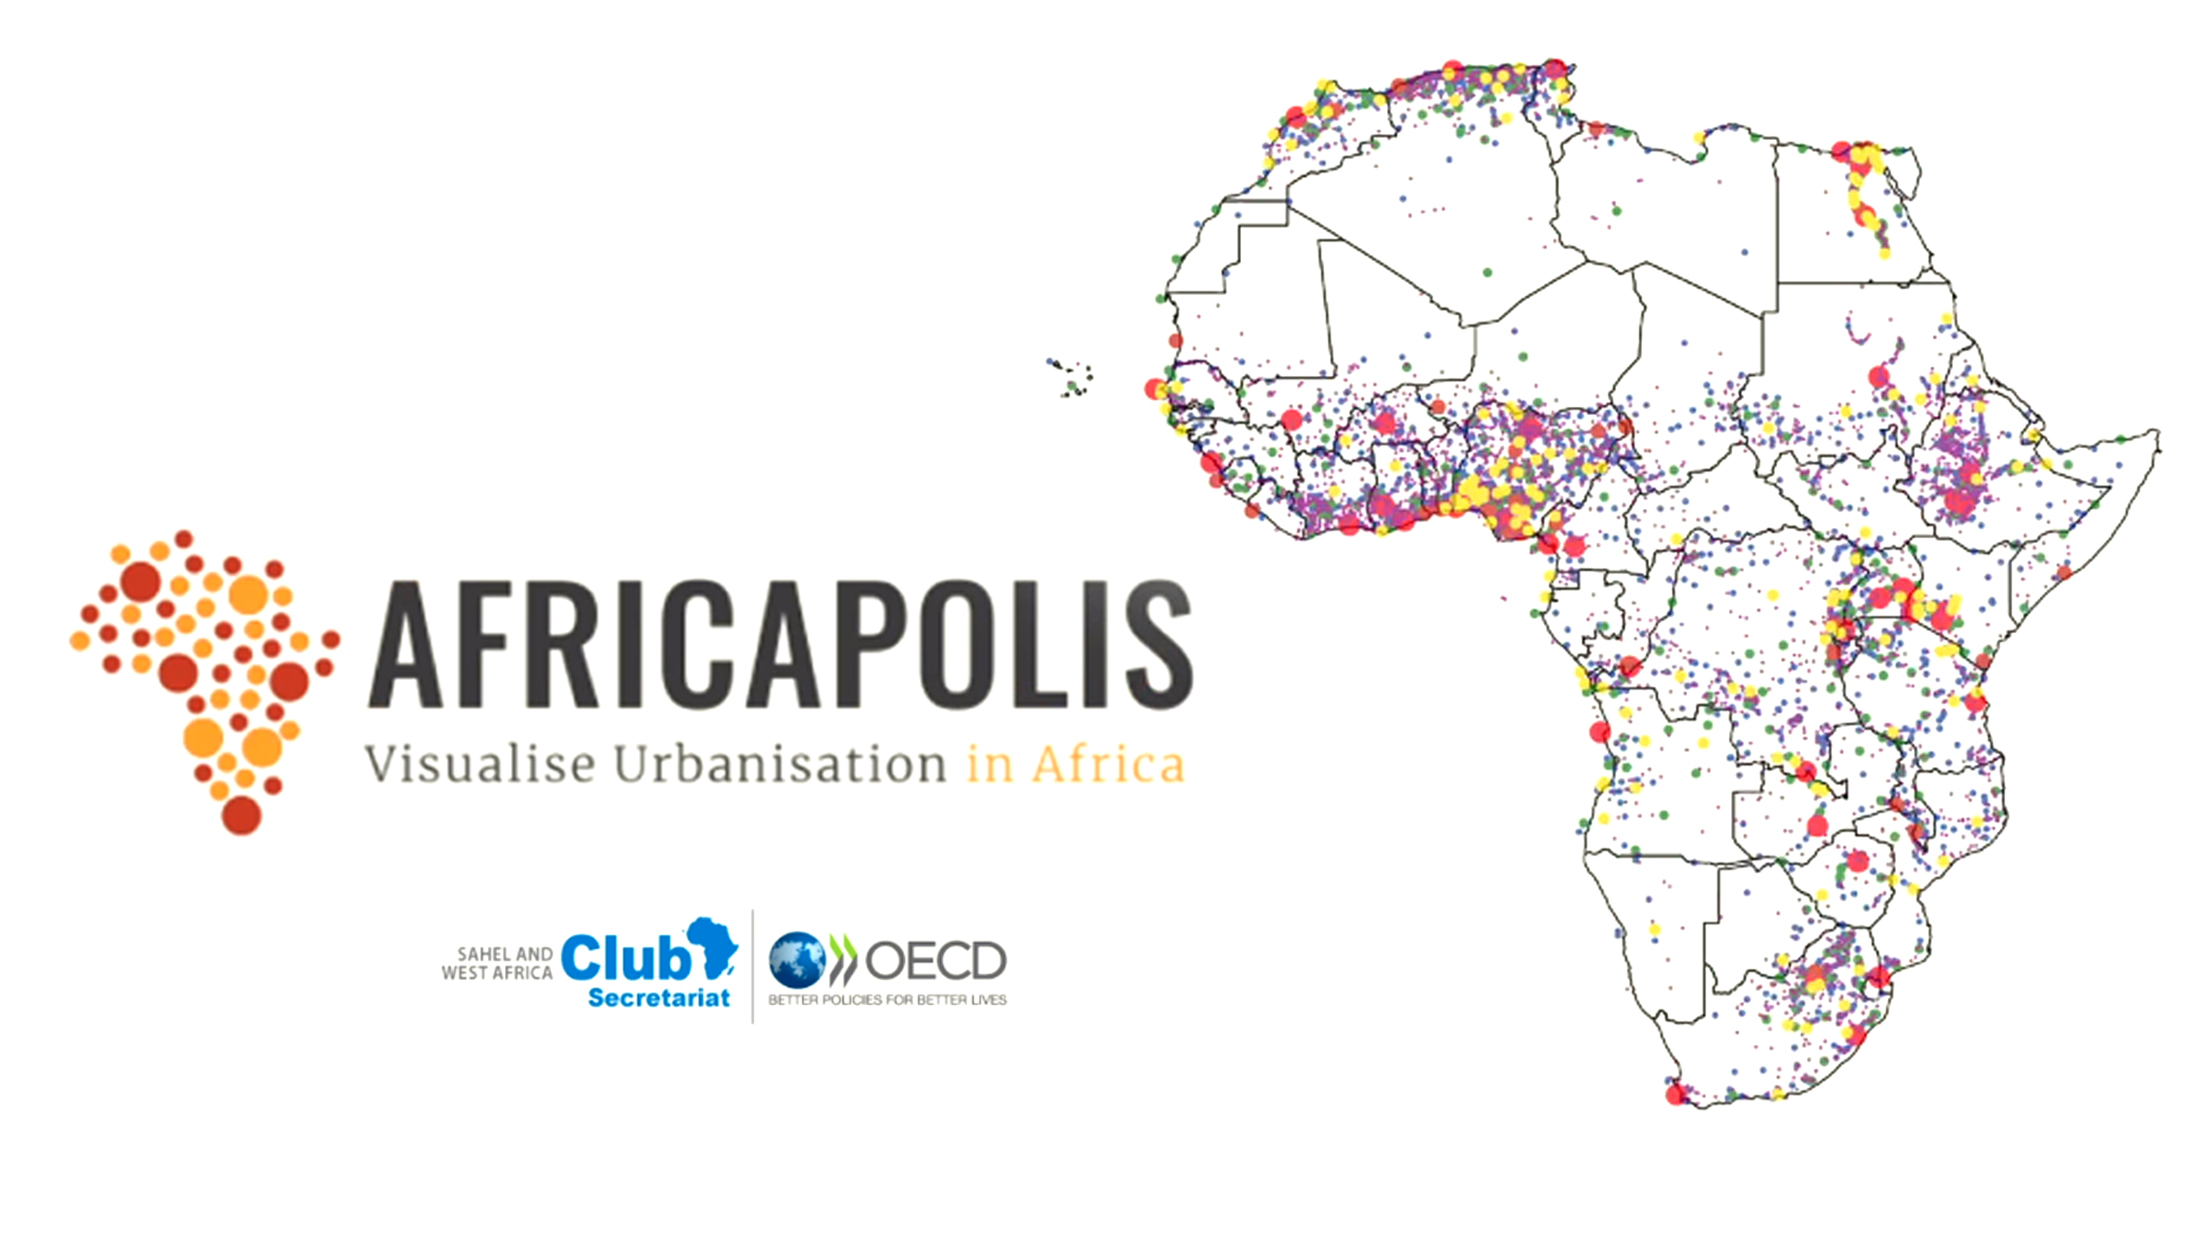 AFRICAPOLIS
Visualise Urbanisation in Africa
SAHEL AND
WEST AFRICA
Club
Secretariat
OECD
BETTER POLICIES FOR BETTER LIVES